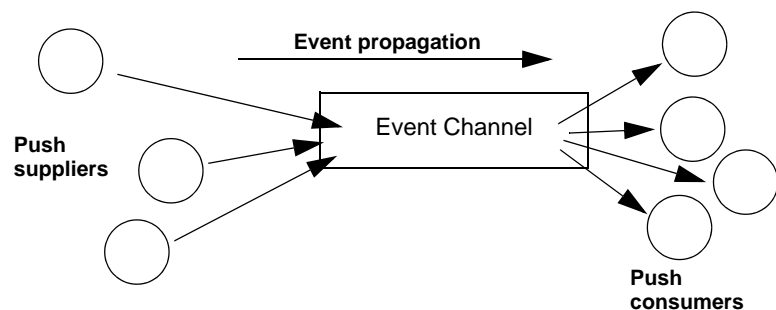 Event propagation
Event Channel
Push
suppliers
Push
consumers